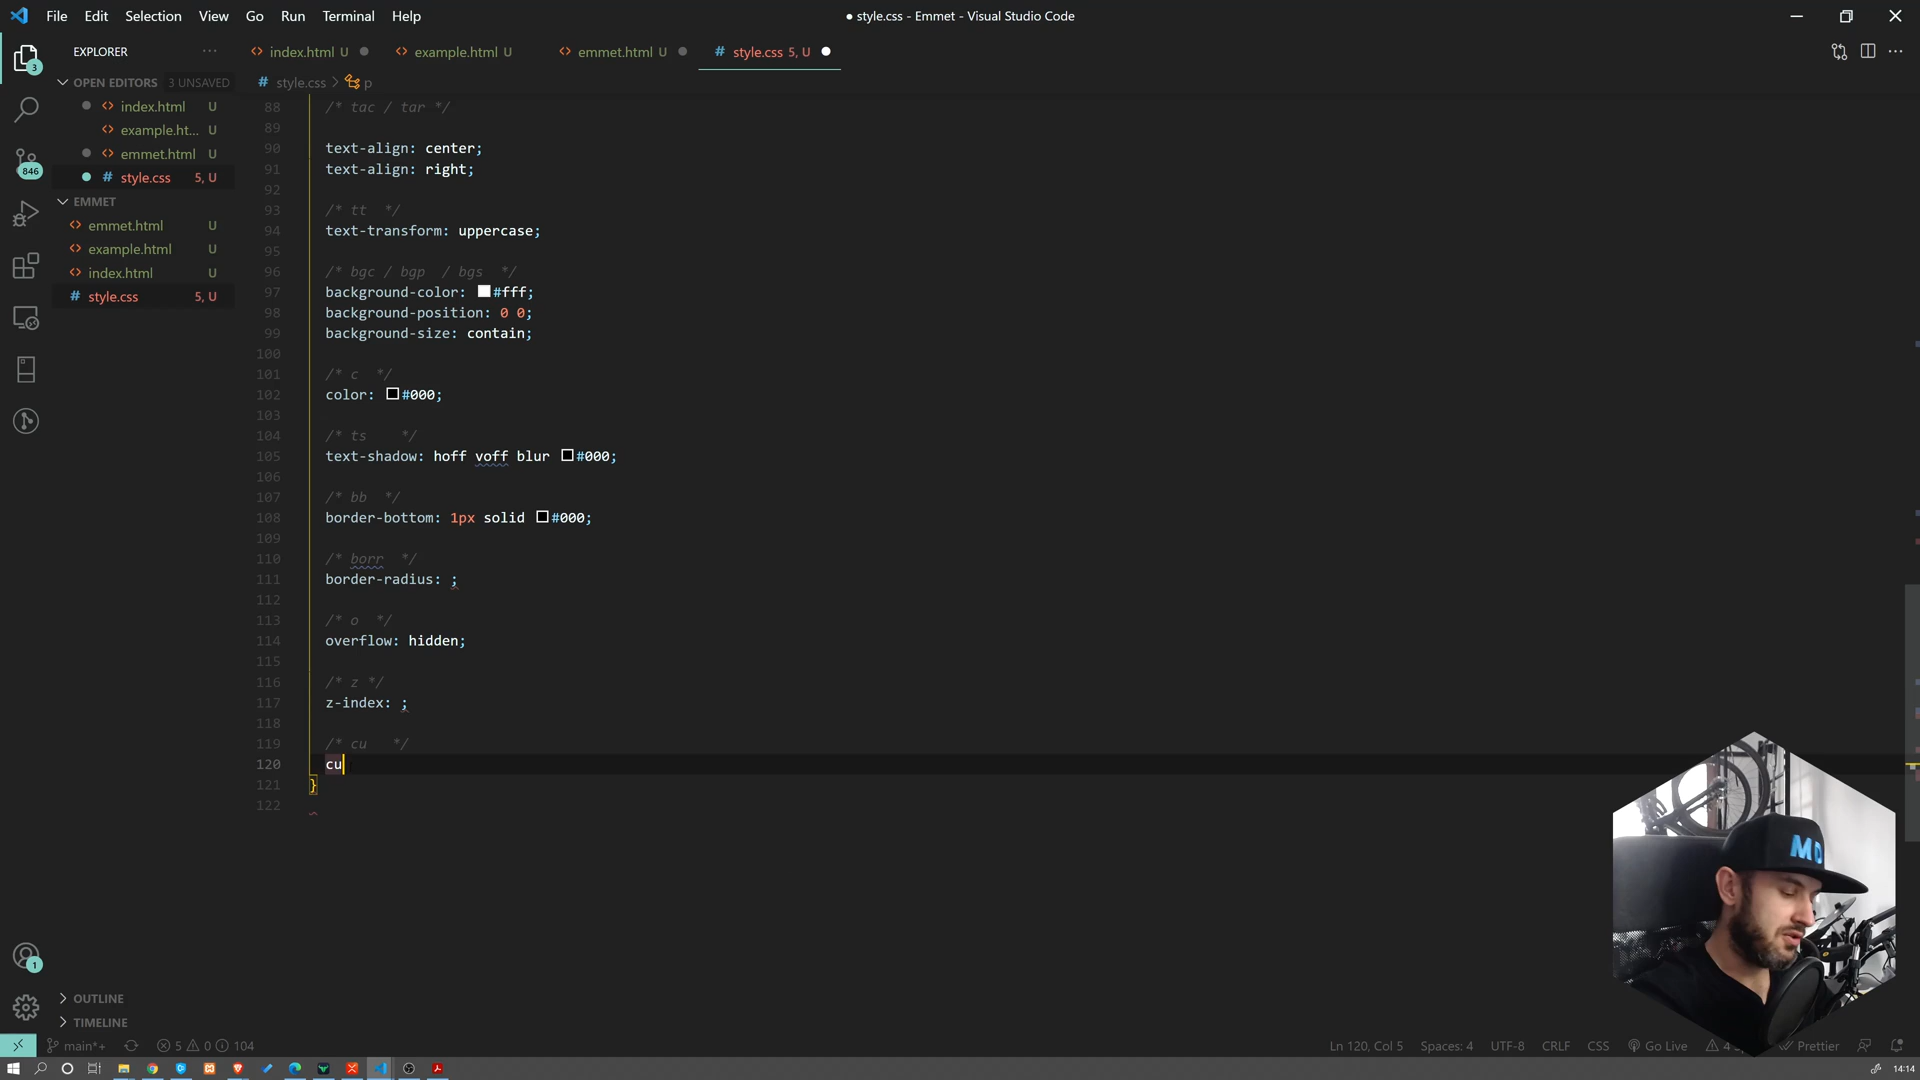 File Edit Selection View Go Run Terminal Help
● style.css - Emmet - Visual Studio Code
EXPLORER
index.html U
example.html U
emmet.html U
style.css 5, U
OPEN EDITORS 3 UNSAVED
style.css > p
index.html U
example.ht... U
emmet.html U
style.css 5, U
EMMET
emmet.html U
example.html U
index.html U
style.css 5, U
3
846
88 /* tac / tar */
89
90 text-align: center;
91 text-align: right;
92
93 /* tt */
94 text-transform: uppercase;
95
96 /* bgc / bgp / bgs */
97 background-color: #fff;
98 background-position: 0 0;
99 background-size: contain;
100
101 /* c */
102 color: #000;
103
104 /* ts */
105 text-shadow: hoff voff blur #000;
106
107 /* bb */
108 border-bottom: 1px solid #000;
109
110 /* borr */
111 border-radius: ;
112
113 /* o */
114 overflow: hidden;
115
116 /* z */
117 z-index: ;
118
119 /* cu */
120 cu
121 }
122
MD
1
OUTLINE
TIMELINE
main*+ 5 0 104
Ln 120, Col 5 Spaces: 4 UTF-8 CRLF CSS Go Live Prettier
14:14